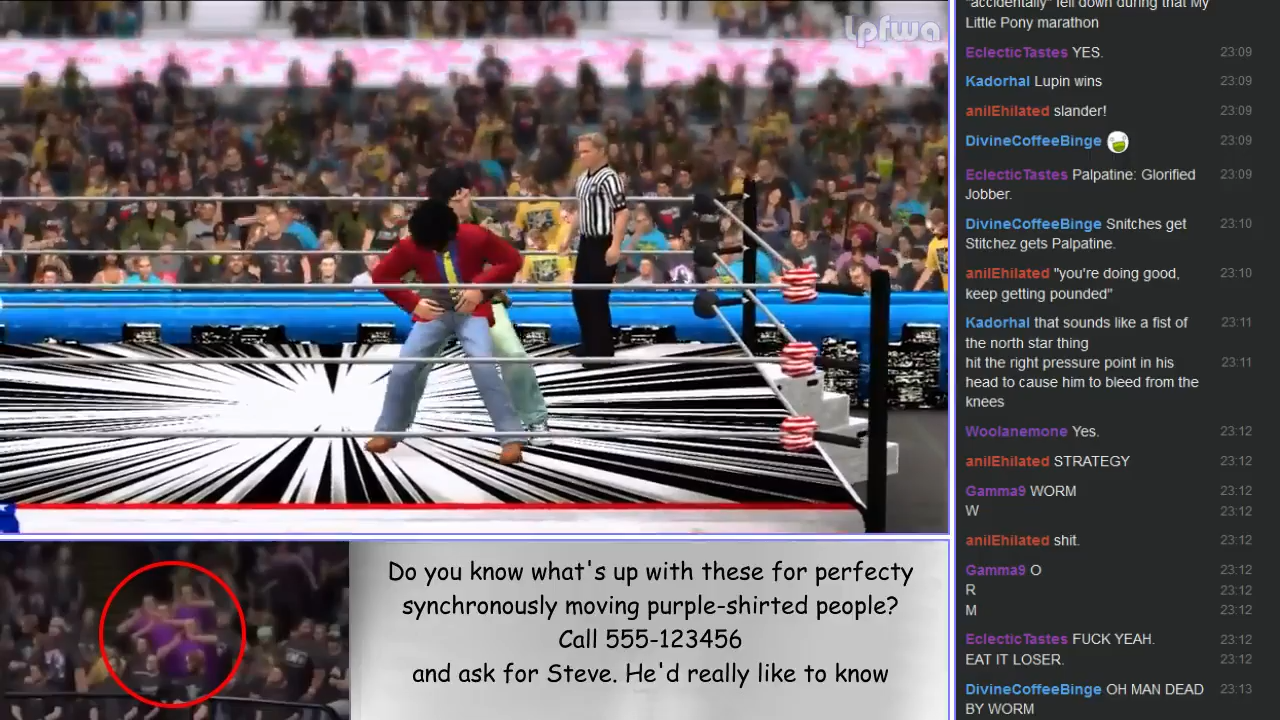 lpfwa
"accidentally" fell down during that My
Little Pony marathon
EclecticTastes YES. 23:09
Kadorhal Lupin wins 23:09
anilEhilated slander! 23:09
DivineCoffeeBinge 23:09
EclecticTastes Palpatine: Glorified 23:09
Jobber.
DivineCoffeeBinge Snitches get 23:10
Stitchez gets Palpatine.
anilEhilated "you're doing good, 23:10
keep getting pounded"
Kadorhal that sounds like a fist of 23:11
the north star thing
hit the right pressure point in his 23:11
head to cause him to bleed from the
knees
Woolanemone Yes. 23:12
anilEhilated STRATEGY 23:12
Gamma9 WORM 23:12
W 23:12
anilEhilated shit. 23:12
Gamma9 O 23:12
R 23:12
M 23:12
EclecticTastes FUCK YEAH. 23:12
EAT IT LOSER. 23:12
DivineCoffeeBinge OH MAN DEAD 23:13
BY WORM
Do you know what's up with these for perfecty
synchronously moving purple-shirted people?
Call 555-123456
and ask for Steve. He'd really like to know